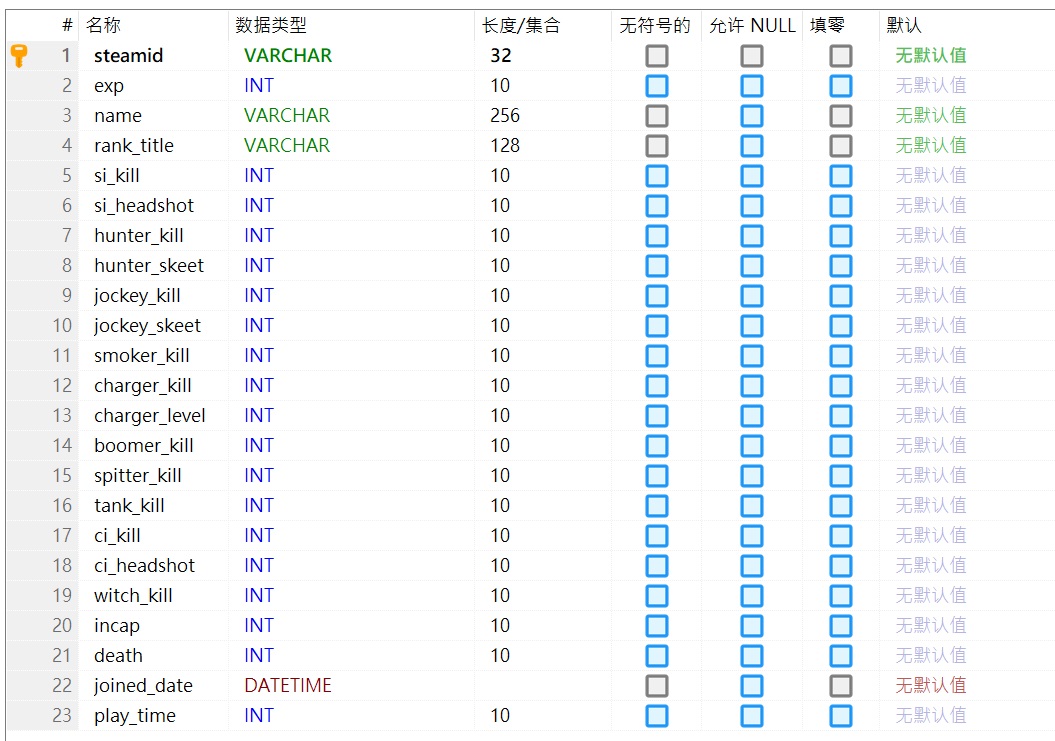 # 名称 数据类型 长度/集合 无符号的 允许 NULL 填零 默认
1 steamid VARCHAR 32 无默认值
2 exp INT 10 无默认值
3 name VARCHAR 256 无默认值
4 rank_title VARCHAR 128 无默认值
5 si_kill INT 10 无默认值
6 si_headshot INT 10 无默认值
7 hunter_kill INT 10 无默认值
8 hunter_skeet INT 10 无默认值
9 jockey_kill INT 10 无默认值
10 jockey_skeet INT 10 无默认值
11 smoker_kill INT 10 无默认值
12 charger_kill INT 10 无默认值
13 charger_level INT 10 无默认值
14 boomer_kill INT 10 无默认值
15 spitter_kill INT 10 无默认值
16 tank_kill INT 10 无默认值
17 ci_kill INT 10 无默认值
18 ci_headshot INT 10 无默认值
19 witch_kill INT 10 无默认值
20 incap INT 10 无默认值
21 death INT 10 无默认值
22 joined_date DATETIME 无默认值
23 play_time INT 10 无默认值